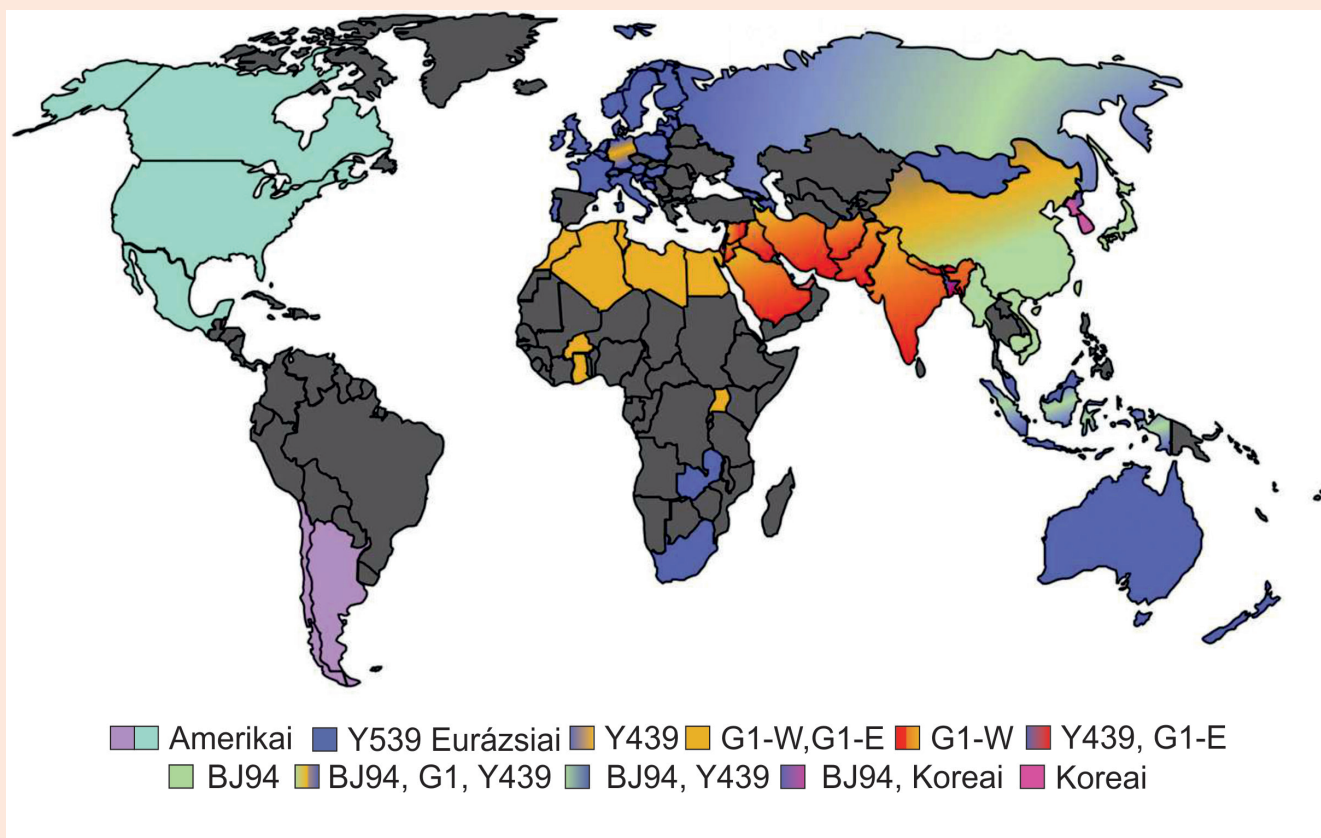 Amerikai Y539 Eurázsiai Y439 G1-W,G1-E G1-W Y439, G1-E
BJ94 BJ94, G1, Y439 BJ94, Y439 BJ94, Koreai Koreai